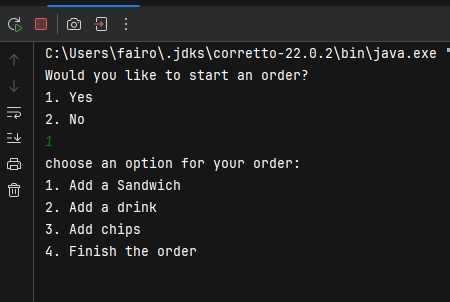 C:\Users\fairo\.jdks\corretto-22.0.2\bin\java.exe
Would you like to start an order?
1. Yes
2. No
1
choose an option for your order:
1. Add a Sandwich
2. Add a drink
3. Add chips
4. Finish the order